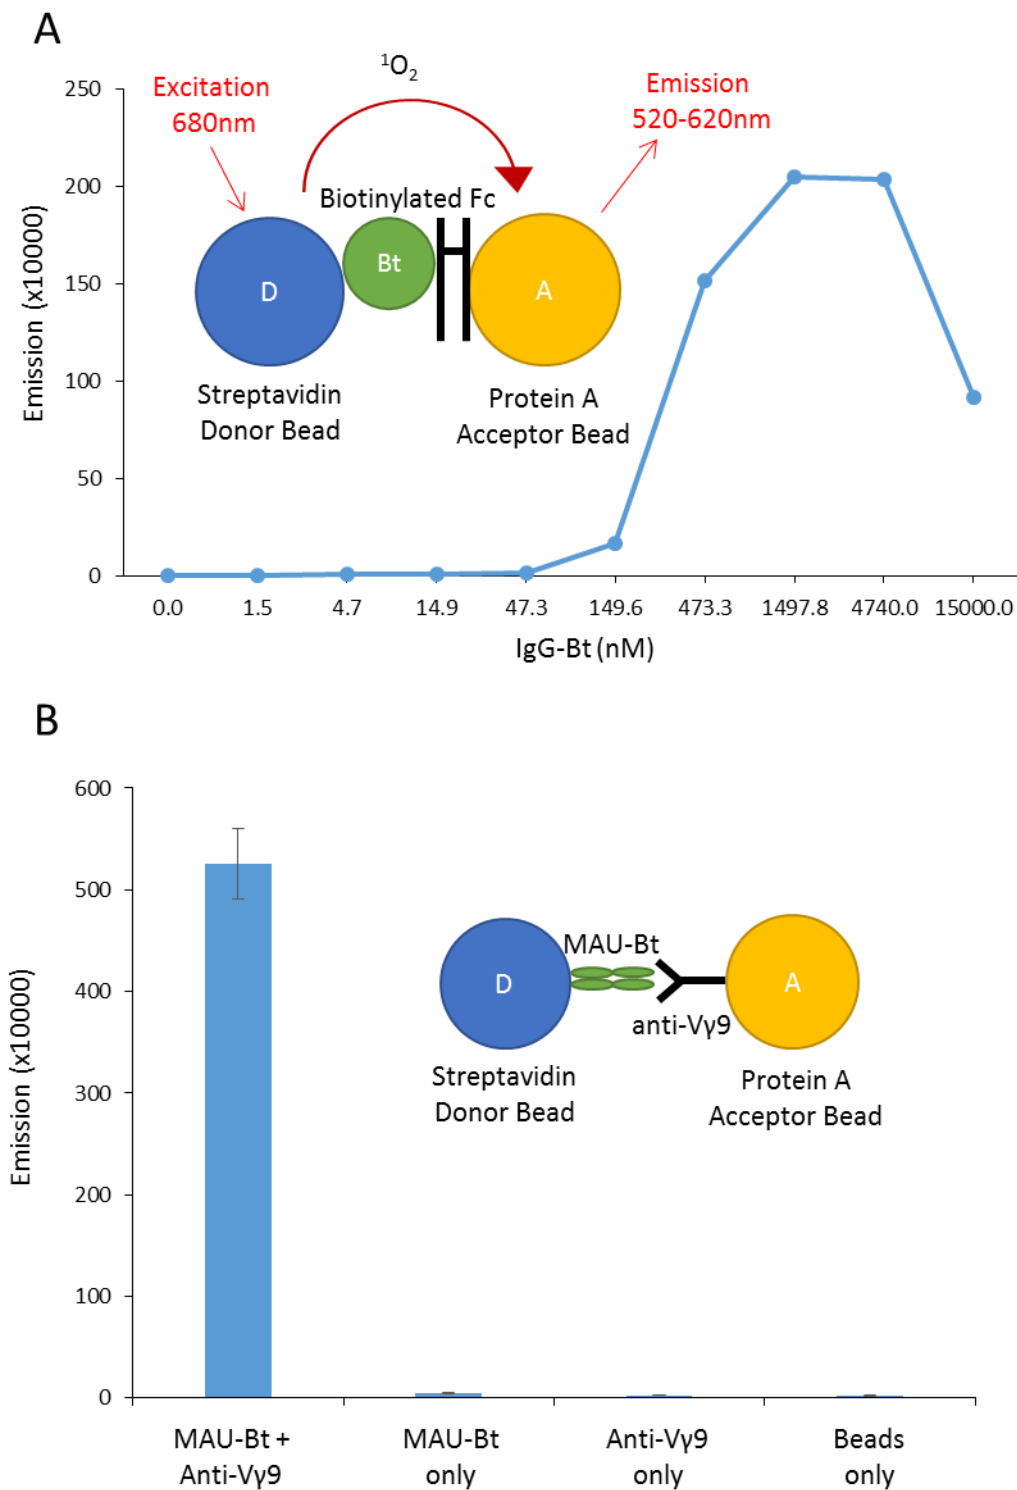 A
¹O₂
Excitation
680nm
Emission
520-620nm
Biotinylated Fc
D
Bt
A
Streptavidin
Donor Bead
Protein A
Acceptor Bead
Emission (x10000)
250
200
150
100
50
0
0.0 1.5 4.7 14.9 47.3 149.6 473.3 1497.8 4740.0 15000.0
IgG-Bt (nM)
B
Emission (x10000)
600
500
400
300
200
100
0
MAU-Bt
D
A
anti-Vγ9
Streptavidin
Donor Bead
Protein A
Acceptor Bead
MAU-Bt +
Anti-Vγ9
MAU-Bt
only
Anti-Vγ9
only
Beads
only